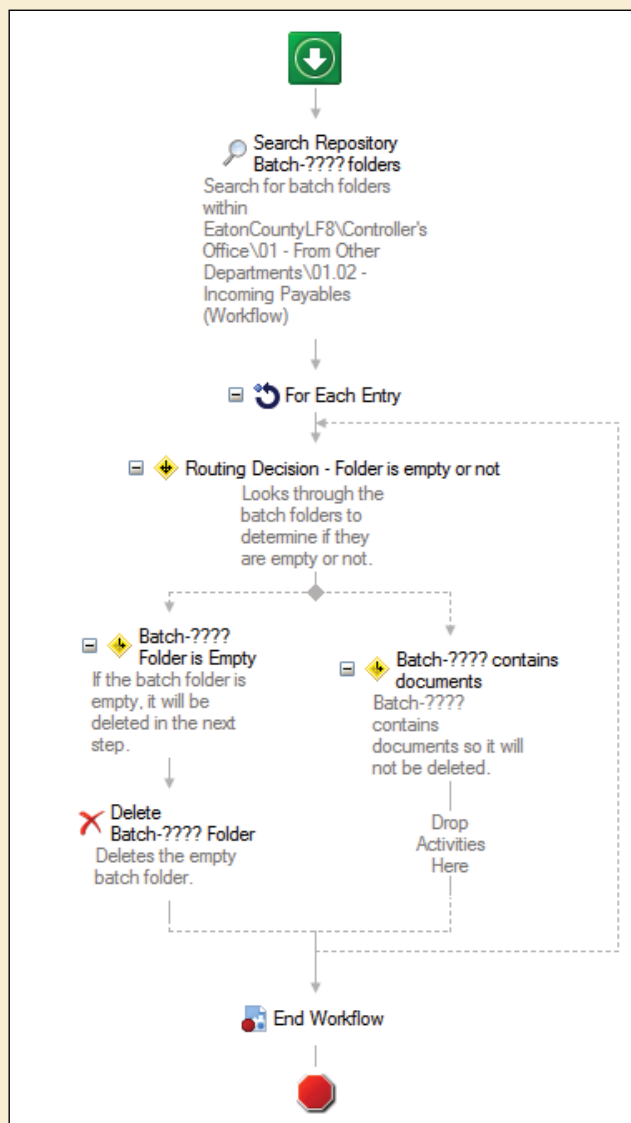 Search Repository
Batch-???? folders
Search for batch folders
within
EatonCountyLF8\Controller's
Office\01 - From Other
Departments\01.02 -
Incoming Payables
(Workflow)
For Each Entry
Routing Decision - Folder is empty or not
Looks through the
batch folders to
determine if they
are empty or not.
Batch-????
Folder is Empty
If the batch folder is
empty, it will be
deleted in the next
step.
Batch-???? contains
documents
Batch-????
contains
documents so it will
not be deleted.
Delete
Batch-???? Folder
Deletes the empty
batch folder.
Drop
Activities
Here
End Workflow